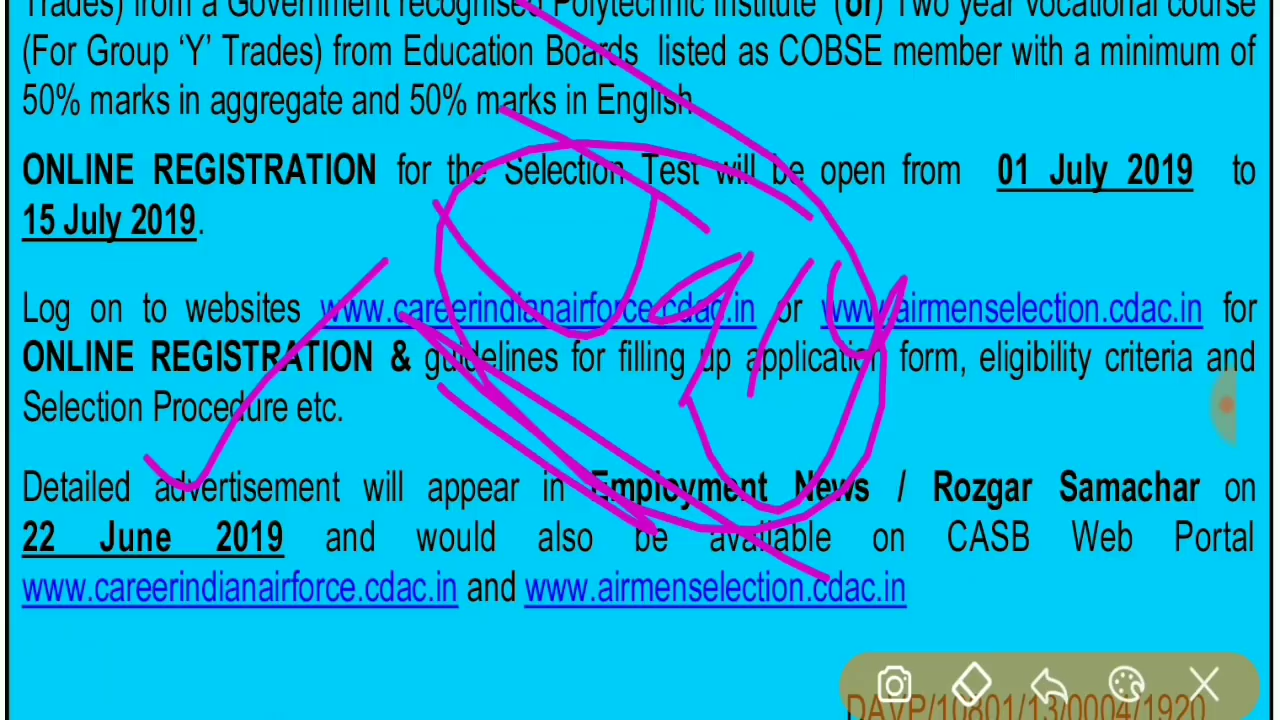 Trades) from a Government recognised Polytechnic Institute (or) Two year vocational course
(For Group ‘Y’ Trades) from Education Boards listed as COBSE member with a minimum of
50% marks in aggregate and 50% marks in English.
ONLINE REGISTRATION for the Selection Test will be open from 01 July 2019 to
15 July 2019.
Log on to websites www.careerindianairforce.cdac.in or www.airmenselection.cdac.in for
ONLINE REGISTRATION & guidelines for filling up application form, eligibility criteria and
Selection Procedure etc.
Detailed advertisement will appear in Employment News / Rozgar Samachar on
22 June 2019 and would also be available on CASB Web Portal
www.careerindianairforce.cdac.in and www.airmenselection.cdac.in
DAVP/10801/13/0004/1920